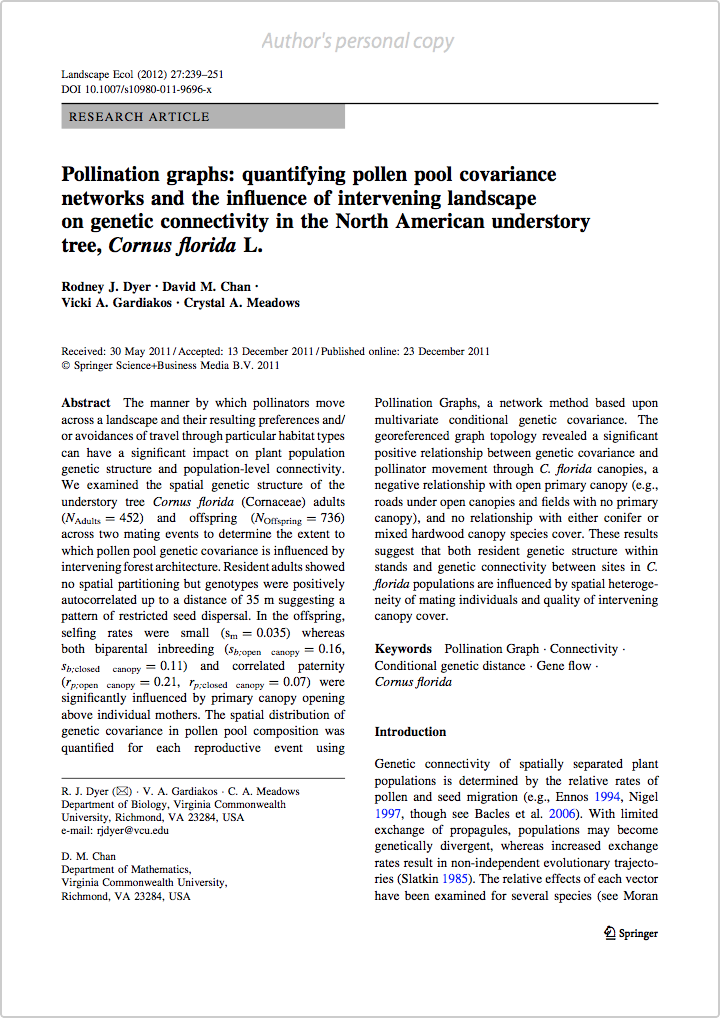 Author's personal copy
Landscape Ecol (2012) 27:239–251
DOI 10.1007/s10980-011-9696-x
RESEARCH ARTICLE
Pollination graphs: quantifying pollen pool covariance
networks and the influence of intervening landscape
on genetic connectivity in the North American understory
tree, Cornus florida L.
Rodney J. Dyer · David M. Chan ·
Vicki A. Gardiakos · Crystal A. Meadows
Received: 30 May 2011 / Accepted: 13 December 2011 / Published online: 23 December 2011
© Springer Science+Business Media B.V. 2011
Abstract The manner by which pollinators move
across a landscape and their resulting preferences and/
or avoidances of travel through particular habitat types
can have a significant impact on plant population
genetic structure and population-level connectivity.
We examined the spatial genetic structure of the
understory tree Cornus florida (Cornaceae) adults
(NAdults = 452) and offspring (NOffspring = 736)
across two mating events to determine the extent to
which pollen pool genetic covariance is influenced by
intervening forest architecture. Resident adults showed
no spatial partitioning but genotypes were positively
autocorrelated up to a distance of 35 m suggesting a
pattern of restricted seed dispersal. In the offspring,
selfing rates were small (sm = 0.035) whereas
both biparental inbreeding (sb;open canopy = 0.16,
sb;closed canopy = 0.11) and correlated paternity
(rp;open canopy = 0.21, rp;closed canopy = 0.07) were
significantly influenced by primary canopy opening
above individual mothers. The spatial distribution of
genetic covariance in pollen pool composition was
quantified for each reproductive event using
R. J. Dyer (✉) · V. A. Gardiakos · C. A. Meadows
Department of Biology, Virginia Commonwealth
University, Richmond, VA 23284, USA
e-mail: rjdyer@vcu.edu
D. M. Chan
Department of Mathematics,
Virginia Commonwealth University,
Richmond, VA 23284, USA
Pollination Graphs, a network method based upon
multivariate conditional genetic covariance. The
georeferenced graph topology revealed a significant
positive relationship between genetic covariance and
pollinator movement through C. florida canopies, a
negative relationship with open primary canopy (e.g.,
roads under open canopies and fields with no primary
canopy), and no relationship with either conifer or
mixed hardwood canopy species cover. These results
suggest that both resident genetic structure within
stands and genetic connectivity between sites in C.
florida populations are influenced by spatial heteroge-
neity of mating individuals and quality of intervening
canopy cover.
Keywords Pollination Graph · Connectivity ·
Conditional genetic distance · Gene flow ·
Cornus florida
Introduction
Genetic connectivity of spatially separated plant
populations is determined by the relative rates of
pollen and seed migration (e.g., Ennos 1994, Nigel
1997, though see Bacles et al. 2006). With limited
exchange of propagules, populations may become
genetically divergent, whereas increased exchange
rates result in non-independent evolutionary trajecto-
ries (Slatkin 1985). The relative effects of each vector
have been examined for several species (see Moran
Springer